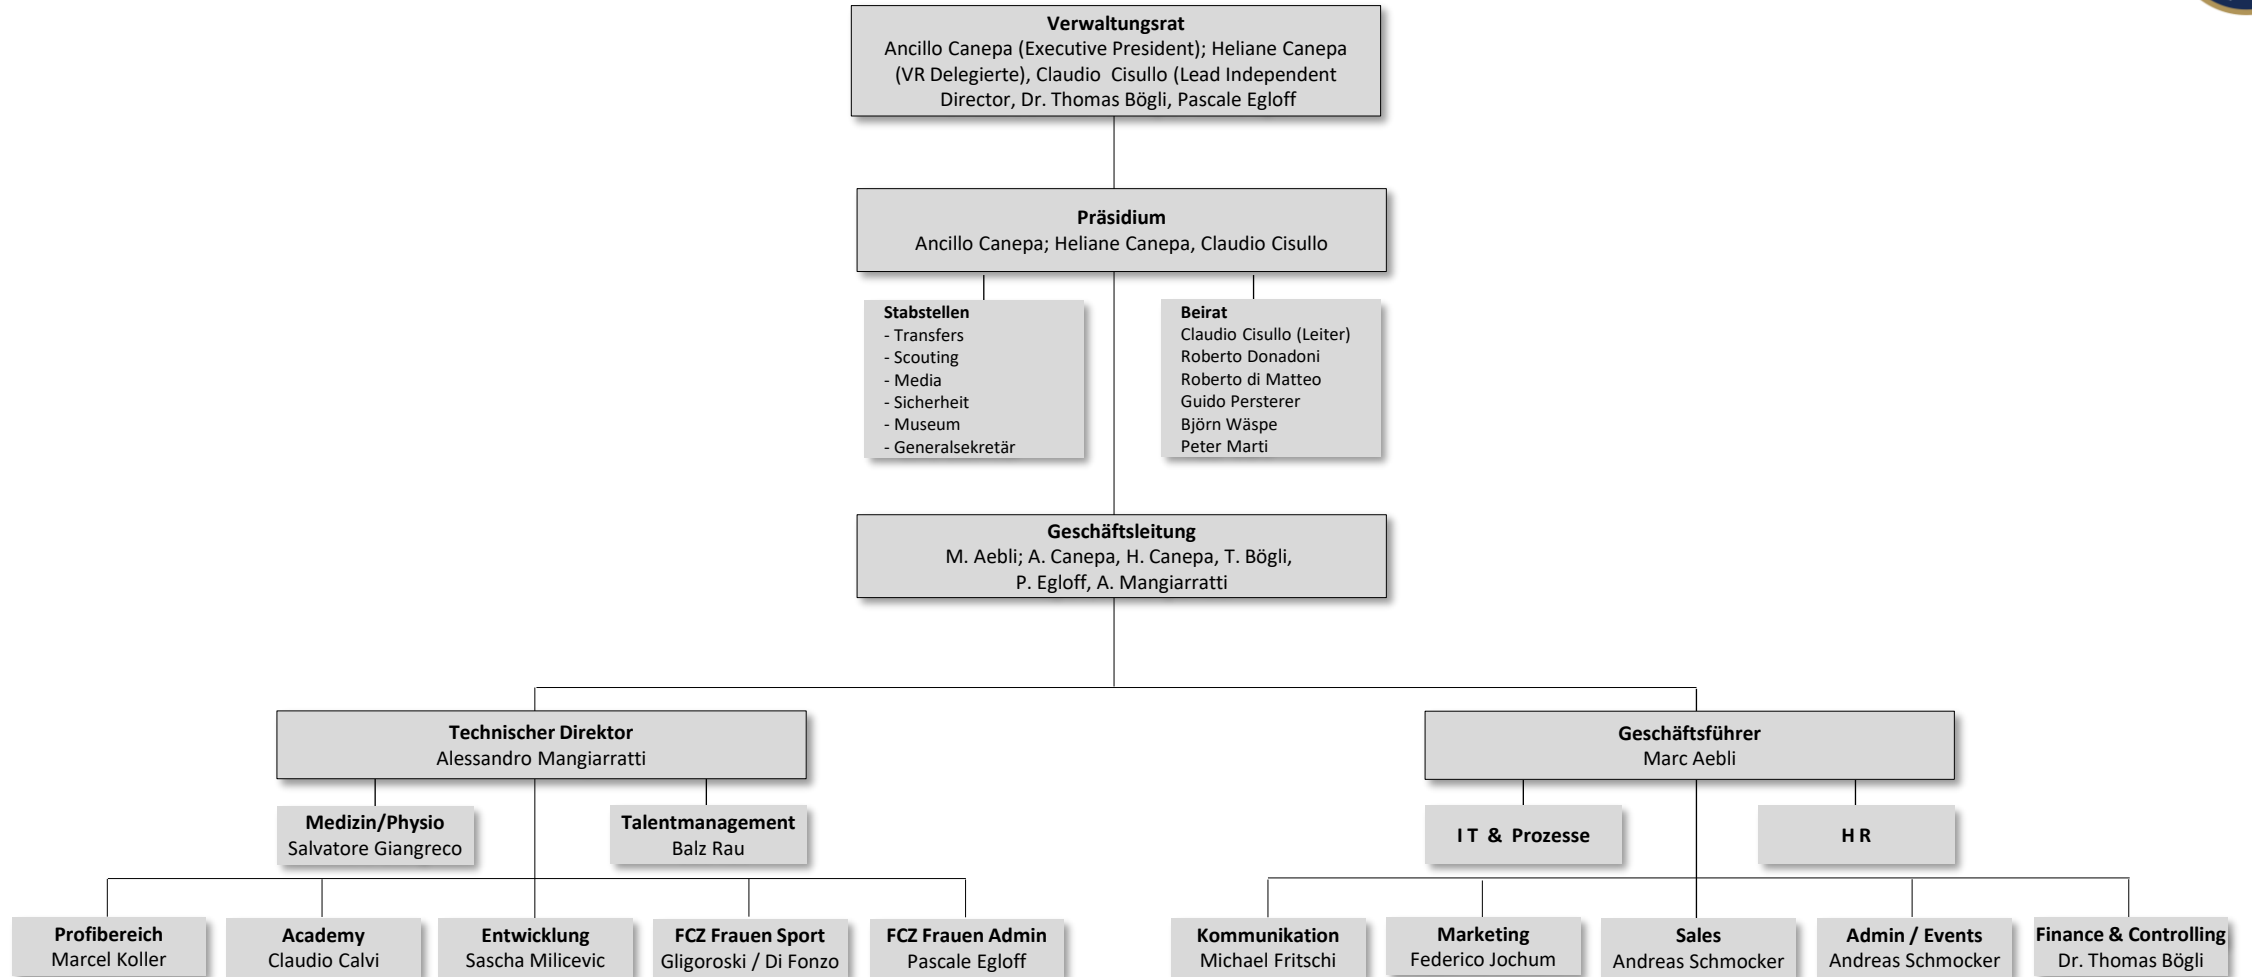 Verwaltungsrat
Ancillo Canepa (Executive President); Heliane Canepa
(VR Delegierte), Claudio Cisullo (Lead Independent
Director, Dr. Thomas Bögli, Pascale Egloff
Präsidium
Ancillo Canepa; Heliane Canepa, Claudio Cisullo
Stabstellen
- Transfers
- Scouting
- Media
- Sicherheit
- Museum
- Generalsekretär
Beirat
Claudio Cisullo (Leiter)
Roberto Donadoni
Roberto di Matteo
Guido Persterer
Björn Wäspe
Peter Marti
Geschäftsleitung
M. Aebli; A. Canepa, H. Canepa, T. Bögli,
P. Egloff, A. Mangiarratti
Technischer Direktor
Alessandro Mangiarratti
Geschäftsführer
Marc Aebli
Medizin/Physio
Salvatore Giangreco
Talentmanagement
Balz Rau
I T & Prozesse
H R
Profibereich
Marcel Koller
Academy
Claudio Calvi
Entwicklung
Sascha Milicevic
FCZ Frauen Sport
Gligoroski / Di Fonzo
FCZ Frauen Admin
Pascale Egloff
Kommunikation
Michael Fritschi
Marketing
Federico Jochum
Sales
Andreas Schmocker
Admin / Events
Andreas Schmocker
Finance & Controlling
Dr. Thomas Bögli